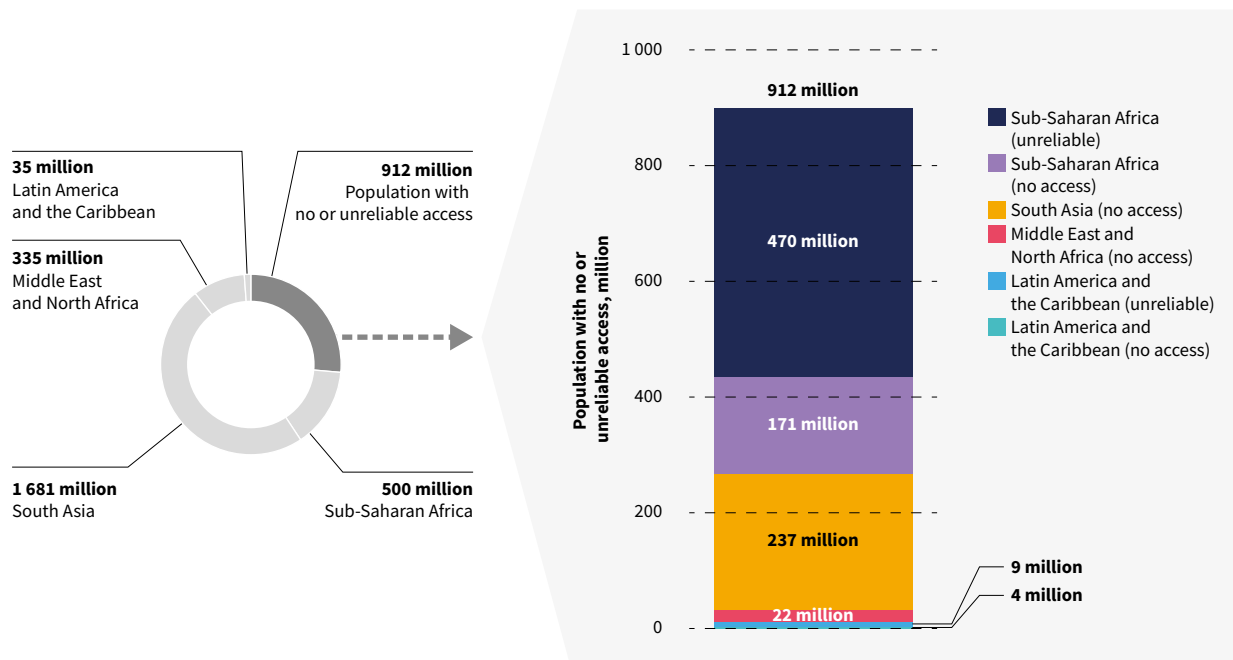 35 million
Latin America
and the Caribbean
912 million
Population with
no or unreliable access
335 million
Middle East
and North Africa
1 681 million
South Asia
500 million
Sub-Saharan Africa
Population with no or
unreliable access, million
1 000
800
600
400
200
0
912 million
470 million
171 million
237 million
22 million
9 million
4 million
Sub-Saharan Africa
(unreliable)
Sub-Saharan Africa
(no access)
South Asia (no access)
Middle East and
North Africa (no access)
Latin America and
the Caribbean (unreliable)
Latin America and
the Caribbean (no access)